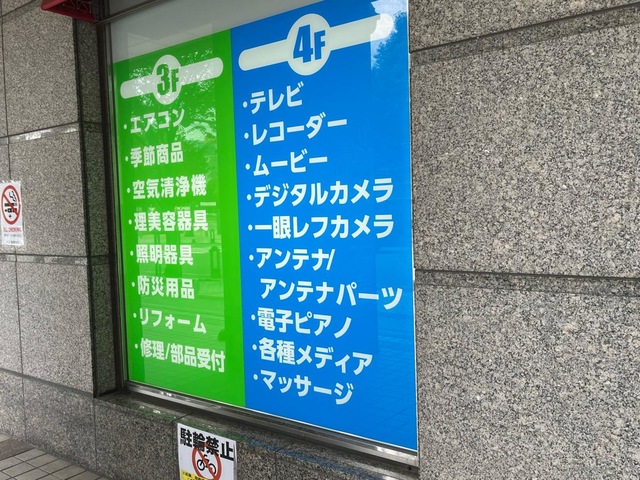 3F
・エアコン
・季節商品
・空気清浄機
・理美容器具
・照明器具
・防災用品
・リフォーム
・修理/部品受付
4F
・テレビ
・レコーダー
・ムービー
・デジタルカメラ
・一眼レフカメラ
・アンテナ/
アンテナパーツ
・電子ピアノ
・各種メディア
・マッサージ
駐輪禁止